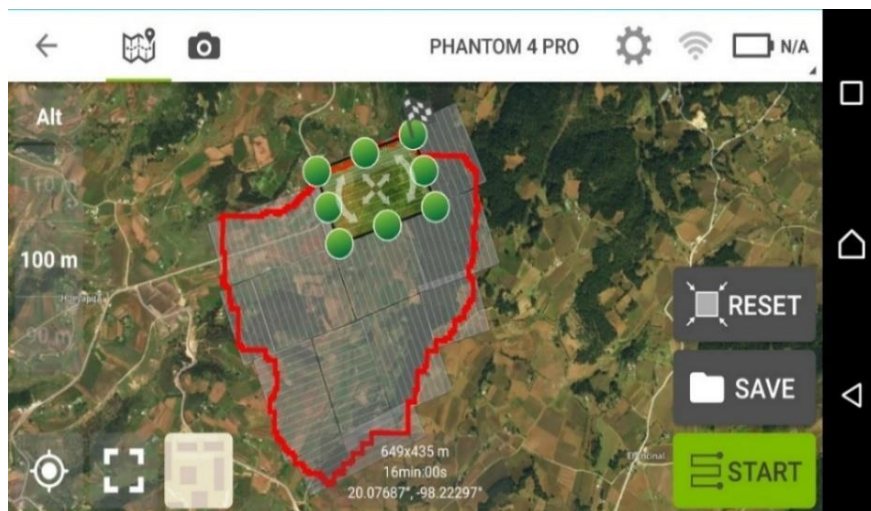 PHANTOM 4 PRO
N/A
Alt
110 m
100 m
90 m
RESET
SAVE
START
649x435 m
16min:00s
20.07687°, -98.22297°